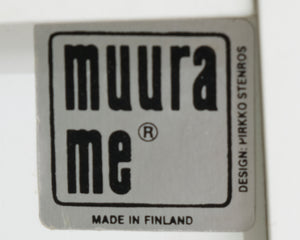 muura
me®
DESIGN: PIRKKO STENROS
MADE IN FINLAND